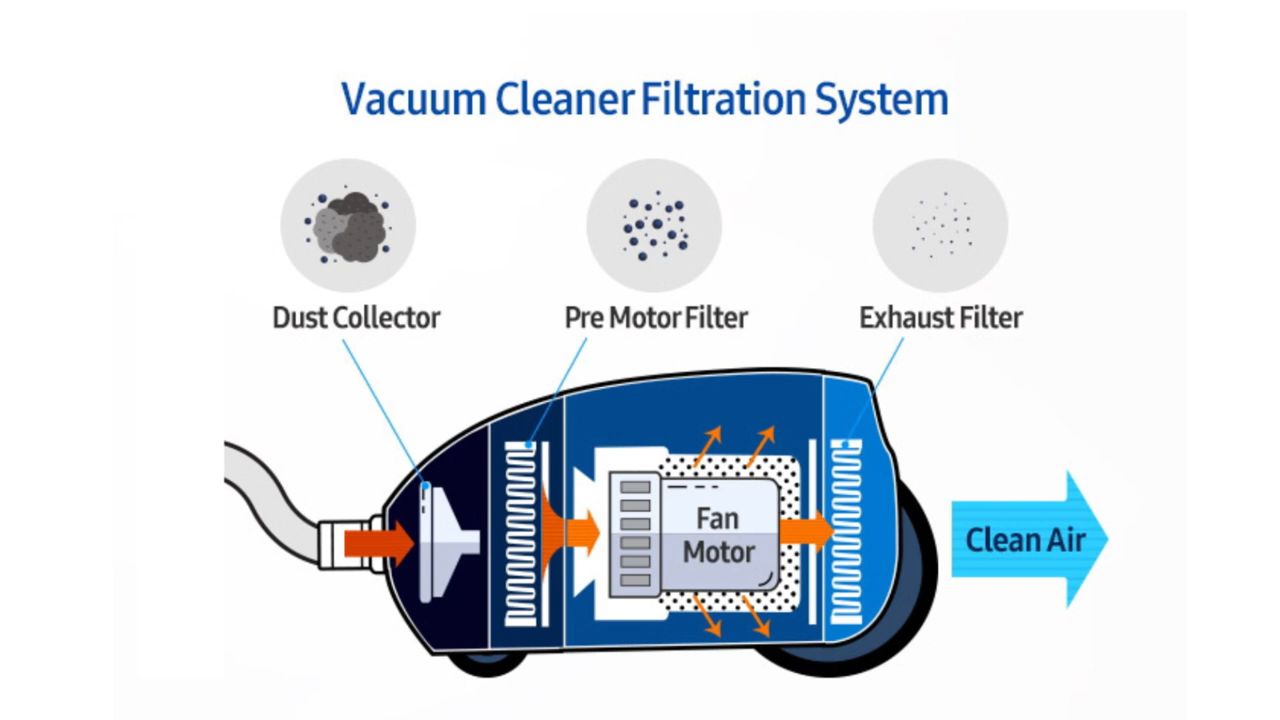 Vacuum Cleaner Filtration System
Dust Collector
Pre Motor Filter
Exhaust Filter
Fan
Motor
Clean Air